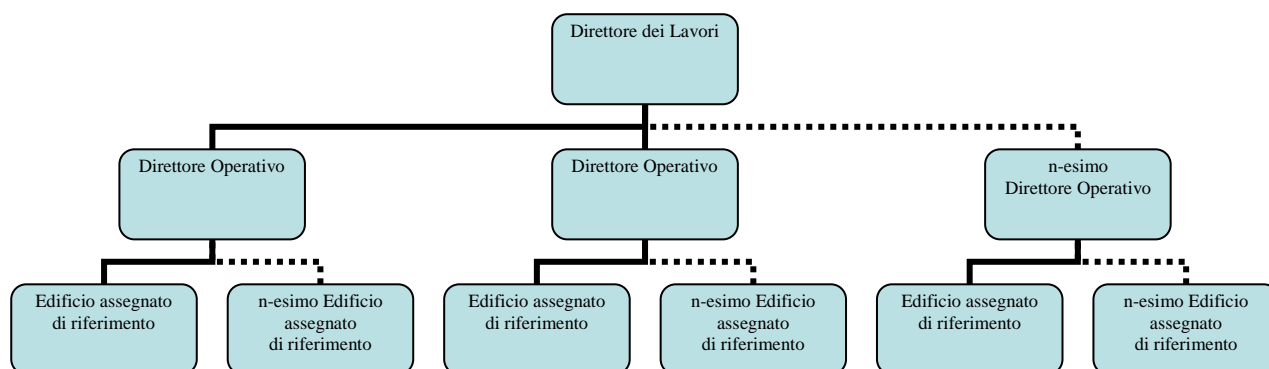 Direttore dei Lavori
Direttore Operativo
Direttore Operativo
n-esimo
Direttore Operativo
Edificio assegnato
di riferimento
n-esimo Edificio
assegnato
di riferimento
Edificio assegnato
di riferimento
n-esimo Edificio
assegnato
di riferimento
Edificio assegnato
di riferimento
n-esimo Edificio
assegnato
di riferimento